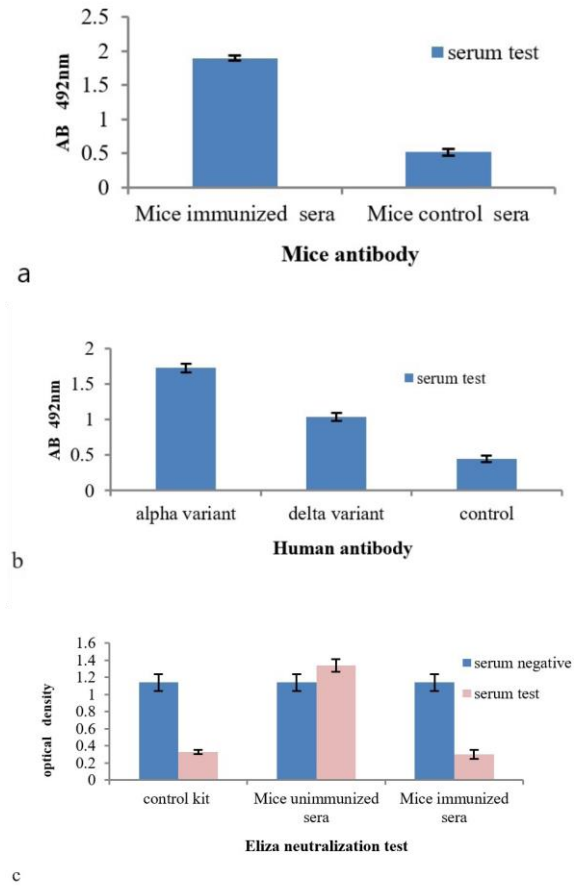 2.5
2
1.5
1
0.5
0
AB 492nm
serum test
Mice immunized sera
Mice control sera
Mice antibody
a
2
1.5
1
0.5
0
AB 492nm
serum test
alpha variant
delta variant
control
Human antibody
b
1.6
1.4
1.2
1
0.8
0.6
0.4
0.2
0
optical density
serum negative
serum test
control kit
Mice unimmunized
sera
Mice immunized
sera
Eliza neutralization test
c